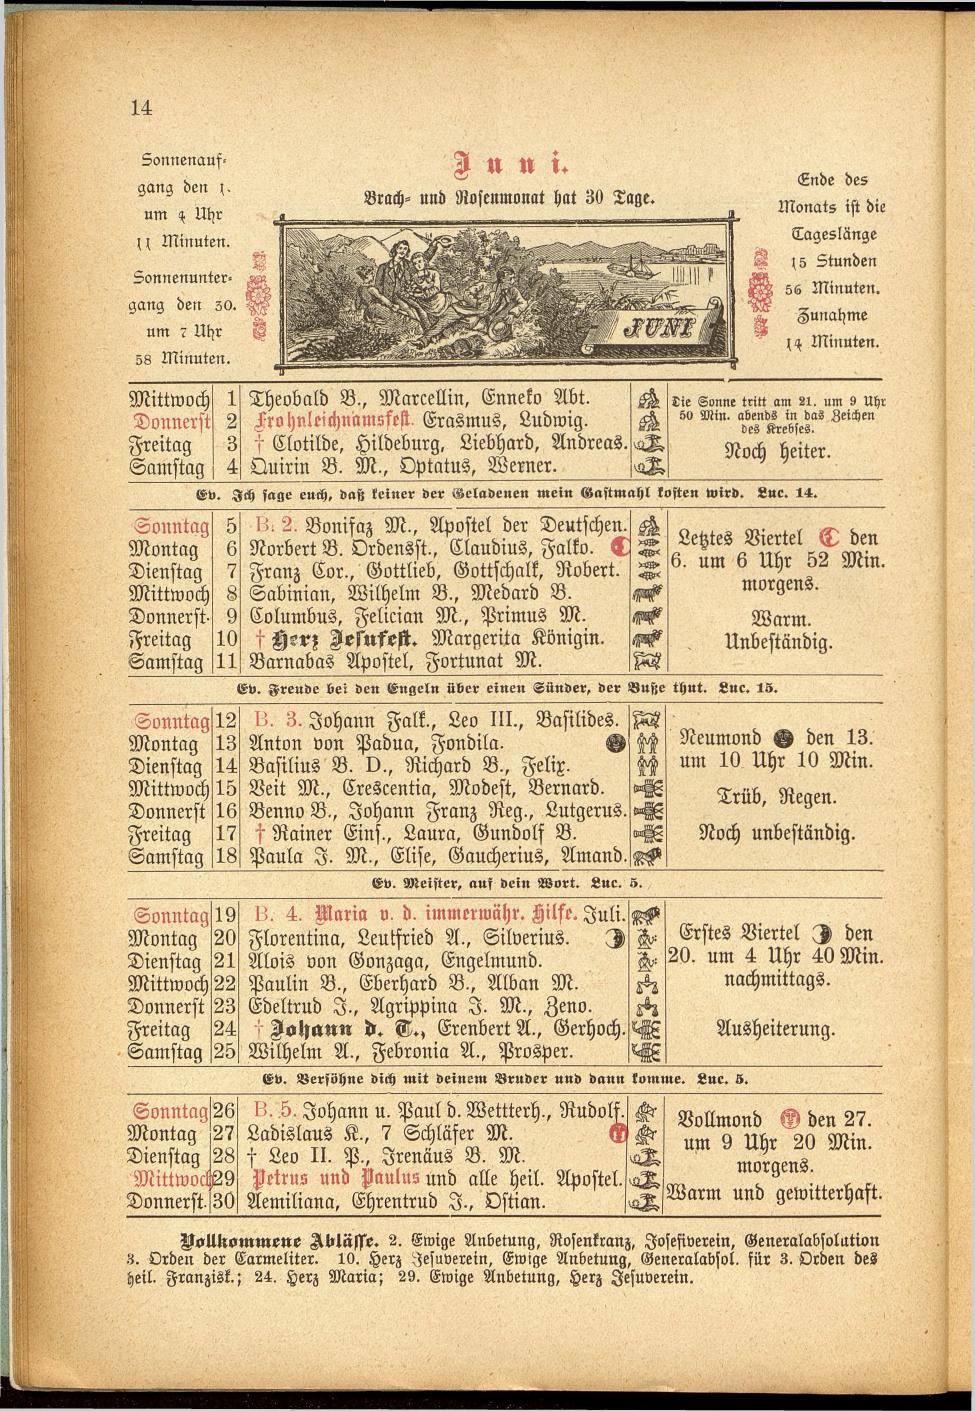 14
Sonnenauf-
gang den 1.
um 4 Uhr
11 Minuten.
Sonnenunter-
gang den 30.
um 7 Uhr
58 Minuten.
Juni.
Brach- und Rosenmonat hat 30 Tage.
JUNI
Ende des
Monats ist die
Tageslänge
15 Stunden
56 Minuten.
Zunahme
14 Minuten.
Mittwoch 1 Theobald B., Marcellin, Enneko Abt.
Donnerst 2 Frohnleichnamsfest. Erasmus, Ludwig.
Freitag 3 † Clotilde, Hildeburg, Liebhard, Andreas.
Samstag 4 Quirin B. M., Optatus, Werner.
Die Sonne tritt am 21. um 9 Uhr
50 Min. abends in das Zeichen
des Krebses.
Noch heiter.
Ev. Ich sage euch, daß keiner der Geladenen mein Gastmahl kosten wird. Luc. 14.
Sonntag 5 B. 2. Bonifaz M., Apostel der Deutschen.
Montag 6 Norbert B. Ordensst., Claudius, Falko.
Dienstag 7 Franz Cor., Gottlieb, Gottschalk, Robert.
Mittwoch 8 Sabinian, Wilhelm B., Medard B.
Donnerst. 9 Columbus, Felician M., Primus M.
Freitag 10 † Herz Jesufest. Margerita Königin.
Samstag 11 Barnabas Apostel, Fortunat M.
Letztes Viertel den
6. um 6 Uhr 52 Min.
morgens.
Warm.
Unbeständig.
Ev. Freude bei den Engeln über einen Sünder, der Buße thut. Luc. 15.
Sonntag 12 B. 3. Johann Falk., Leo III., Basilides.
Montag 13 Anton von Padua, Fondila.
Dienstag 14 Basilius B. D., Richard B., Felix.
Mittwoch 15 Veit M., Crescentia, Modest, Bernard.
Donnerst 16 Benno B., Johann Franz Reg., Lutgerus.
Freitag 17 † Rainer Eins., Laura, Gundolf B.
Samstag 18 Paula J. M., Elise, Gaucherius, Amand.
Neumond den 13.
um 10 Uhr 10 Min.
Trüb, Regen.
Noch unbeständig.
Ev. Meister, auf dein Wort. Luc. 5.
Sonntag 19 B. 4. Maria v. d. immerwähr. Hilfe. Juli.
Montag 20 Florentina, Leutfried A., Silverius.
Dienstag 21 Alois von Gonzaga, Engelmund.
Mittwoch 22 Paulin B., Eberhard B., Alban M.
Donnerst 23 Edeltrud J., Agrippina J. M., Zeno.
Freitag 24 † Johann d. T., Erenbert A., Gerhoch.
Samstag 25 Wilhelm A., Febronia A., Prosper.
Erstes Viertel den
20. um 4 Uhr 40 Min.
nachmittags.
Ausheiterung.
Ev. Versöhne dich mit deinem Bruder und dann komme. Luc. 5.
Sonntag 26 B. 5. Johann u. Paul d. Wettterh., Rudolf.
Montag 27 Ladislaus K., 7 Schläfer M.
Dienstag 28 † Leo II. P., Irenäus B. M.
Mittwoch 29 Petrus und Paulus und alle heil. Apostel.
Donnerst. 30 Aemiliana, Ehrentrud J., Ostian.
Vollmond den 27.
um 9 Uhr 20 Min.
morgens.
Warm und gewitterhaft.
Vollkommene Ablässe. 2. Ewige Anbetung, Rosenkranz, Josefiverein, Generalabsolution
3. Orden der Carmeliter. 10. Herz Jesuverein, Ewige Anbetung, Generalabsol. für 3. Orden des
heil. Franzisk.; 24. Herz Maria; 29. Ewige Anbetung, Herz Jesuverein.